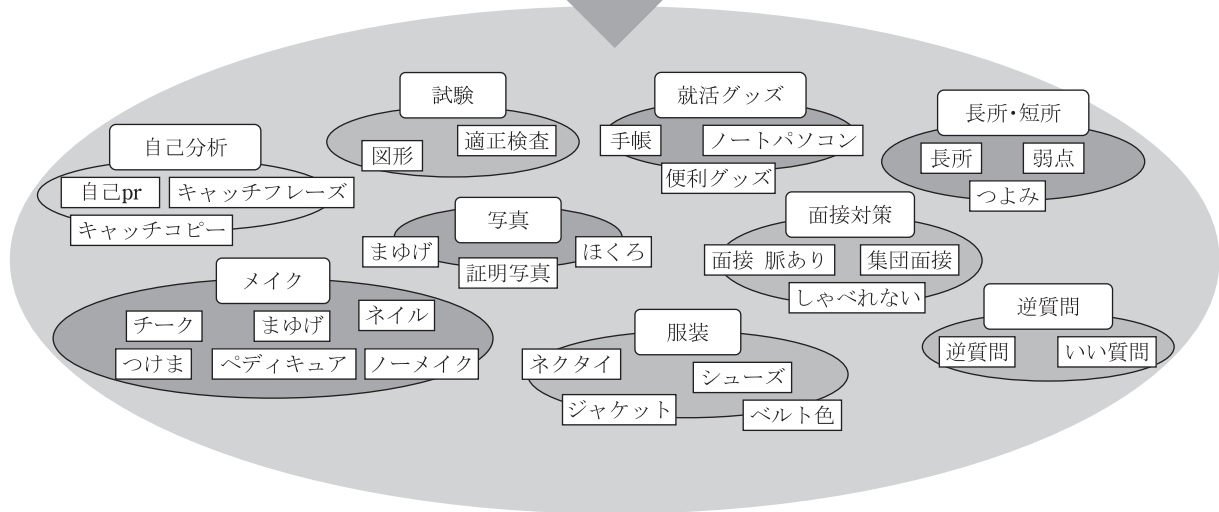 試験
図形
適正検査
就活グッズ
手帳
ノートパソコン
便利グッズ
長所・短所
長所
弱点
つよみ
自己分析
自己pr
キャッチフレーズ
キャッチコピー
写真
まゆげ
証明写真
ほくろ
面接対策
面接 脈あり
集団面接
しゃべれない
メイク
チーク
まゆげ
ネイル
つけま
ペディキュア
ノーメイク
服装
ネクタイ
シューズ
ジャケット
ベルト色
逆質問
逆質問
いい質問